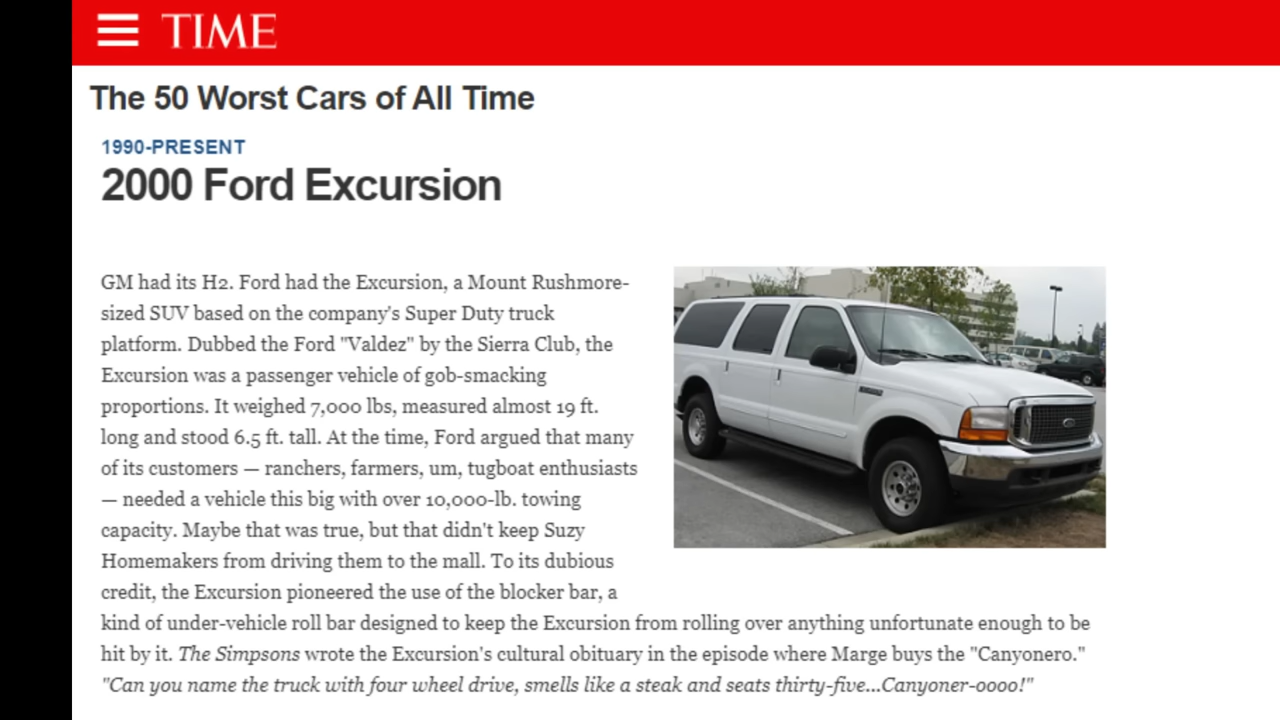 TIME
The 50 Worst Cars of All Time
1990-PRESENT
2000 Ford Excursion
GM had its H2. Ford had the Excursion, a Mount Rushmore-
sized SUV based on the company's Super Duty truck
platform. Dubbed the Ford "Valdez" by the Sierra Club, the
Excursion was a passenger vehicle of gob-smacking
proportions. It weighed 7,000 lbs, measured almost 19 ft.
long and stood 6.5 ft. tall. At the time, Ford argued that many
of its customers — ranchers, farmers, um, tugboat enthusiasts
— needed a vehicle this big with over 10,000-lb. towing
capacity. Maybe that was true, but that didn't keep Suzy
Homemakers from driving them to the mall. To its dubious
credit, the Excursion pioneered the use of the blocker bar, a
kind of under-vehicle roll bar designed to keep the Excursion from rolling over anything unfortunate enough to be
hit by it. The Simpsons wrote the Excursion's cultural obituary in the episode where Marge buys the "Canyonero."
"Can you name the truck with four wheel drive, smells like a steak and seats thirty-five...Canyoner-oooo!"